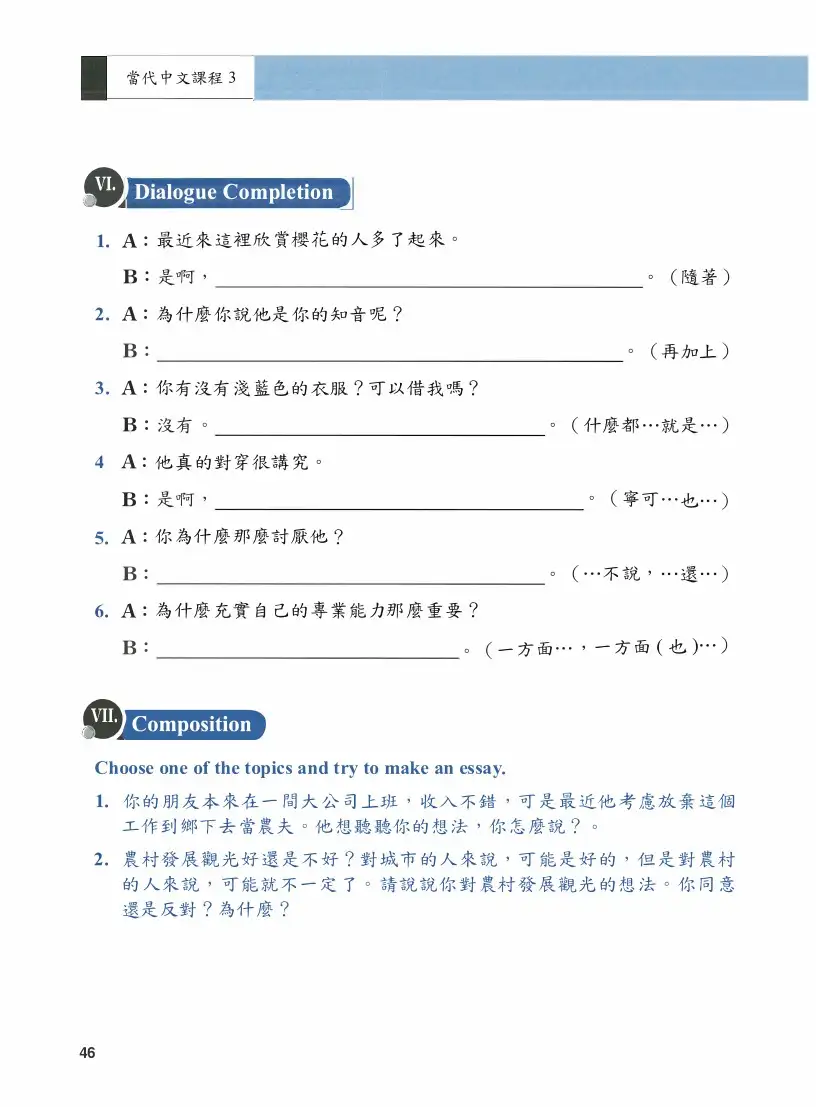 當代中文課程 3
VI. Dialogue Completion
1. A：最近來這裡欣賞櫻花的人多了起來。
B：是啊，____________________。（隨著）
2. A：為什麼你說他是你的知音呢？
B：____________________。（再加上）
3. A：你有沒有淺藍色的衣服？可以借我嗎？
B：沒有。____________________。（什麼都…就是…）
4 A：他真的對穿很講究。
B：是啊，____________________。（寧可…也…）
5. A：你為什麼那麼討厭他？
B：____________________。（…不說，…還…）
6. A：為什麼充實自己的專業能力那麼重要？
B：____________________。（一方面…，一方面(也)…）
VII. Composition
Choose one of the topics and try to make an essay.
1. 你的朋友本來在一間大公司上班，收入不錯，可是最近他考慮放棄這個
工作到鄉下去當農夫。他想聽聽你的想法，你怎麼說？。
2. 農村發展觀光好還是不好？對城市的人來說，可能是好的，但是對農村
的人來說，可能就不一定了。請說說你對農村發展觀光的想法。你同意
還是反對？為什麼？
46